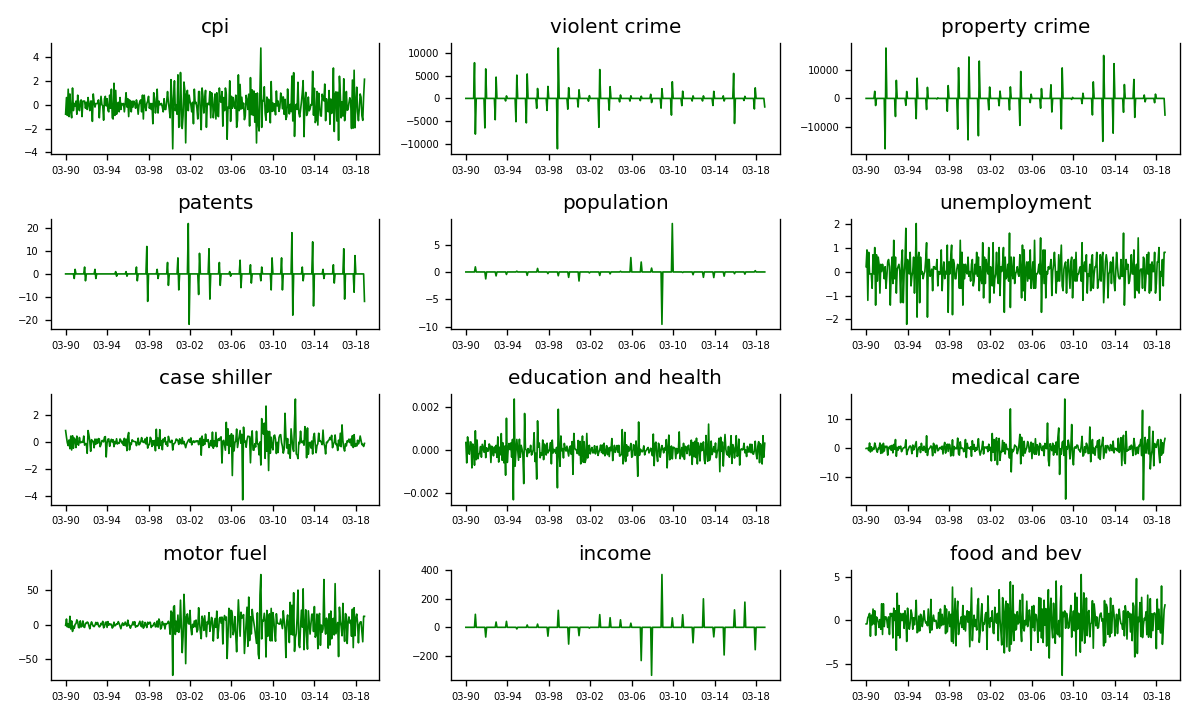 cpi
violent crime
property crime
4
2
0
−2
−4
03-90 03-94 03-98 03-02 03-06 03-10 03-14 03-18
10000
5000
0
−5000
−10000
03-90 03-94 03-98 03-02 03-06 03-10 03-14 03-18
10000
0
−10000
03-90 03-94 03-98 03-02 03-06 03-10 03-14 03-18
patents
population
unemployment
20
10
0
−10
−20
03-90 03-94 03-98 03-02 03-06 03-10 03-14 03-18
5
0
−5
−10
03-90 03-94 03-98 03-02 03-06 03-10 03-14 03-18
2
1
0
−1
−2
03-90 03-94 03-98 03-02 03-06 03-10 03-14 03-18
case shiller
education and health
medical care
2
0
−2
−4
03-90 03-94 03-98 03-02 03-06 03-10 03-14 03-18
0.002
0.000
−0.002
03-90 03-94 03-98 03-02 03-06 03-10 03-14 03-18
10
0
−10
03-90 03-94 03-98 03-02 03-06 03-10 03-14 03-18
motor fuel
income
food and bev
50
0
−50
03-90 03-94 03-98 03-02 03-06 03-10 03-14 03-18
400
200
0
−200
03-90 03-94 03-98 03-02 03-06 03-10 03-14 03-18
5
0
−5
03-90 03-94 03-98 03-02 03-06 03-10 03-14 03-18